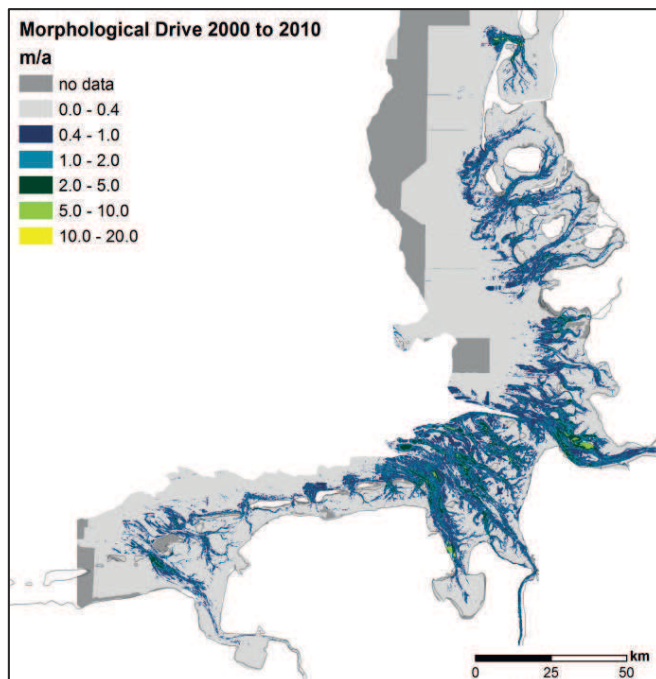 Morphological Drive 2000 to 2010
m/a
no data
0.0 - 0.4
0.4 - 1.0
1.0 - 2.0
2.0 - 5.0
5.0 - 10.0
10.0 - 20.0
km
0 25 50